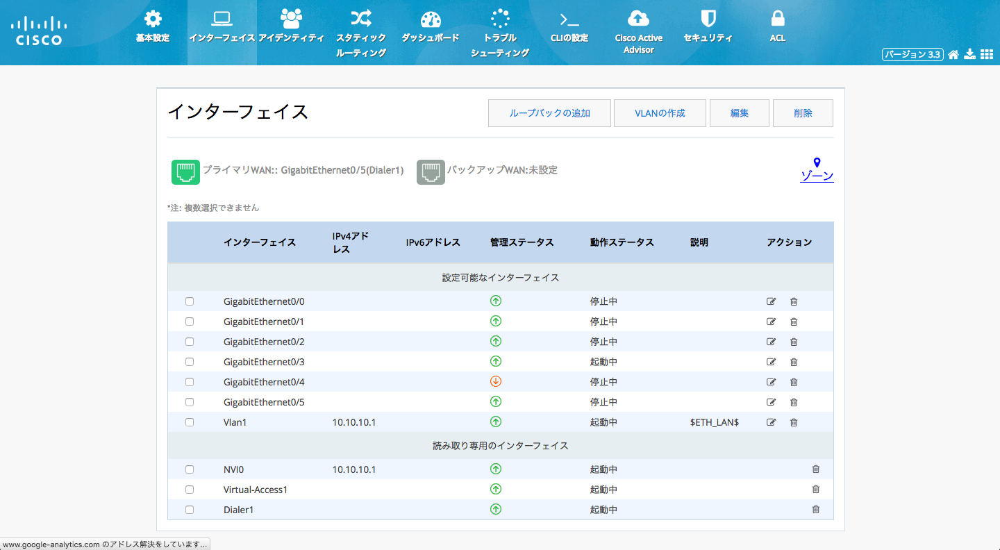 CISCO
基本設定
インターフェイス
アイデンティティ
スタティック
ルーティング
ダッシュボード
トラブル
シューティング
CLIの設定
Cisco Active
Advisor
セキュリティ
ACL
バージョン 3.3
インターフェイス
ループバックの追加
VLANの作成
編集
削除
プライマリWAN:: GigabitEthernet0/5(Dialer1)
バックアップWAN:未設定
ゾーン
*注: 複数選択できません
インターフェイス
IPv4アド
レス
IPv6アドレス
管理ステータス
動作ステータス
説明
アクション
設定可能なインターフェイス
GigabitEthernet0/0 停止中
GigabitEthernet0/1 停止中
GigabitEthernet0/2 停止中
GigabitEthernet0/3 起動中
GigabitEthernet0/4 停止中
GigabitEthernet0/5 停止中
Vlan1 10.10.10.1 起動中 $ETH_LAN$
読み取り専用のインターフェイス
NVI0 10.10.10.1 起動中
Virtual-Access1 起動中
Dialer1 起動中
www.google-analytics.com のアドレス解決をしています...